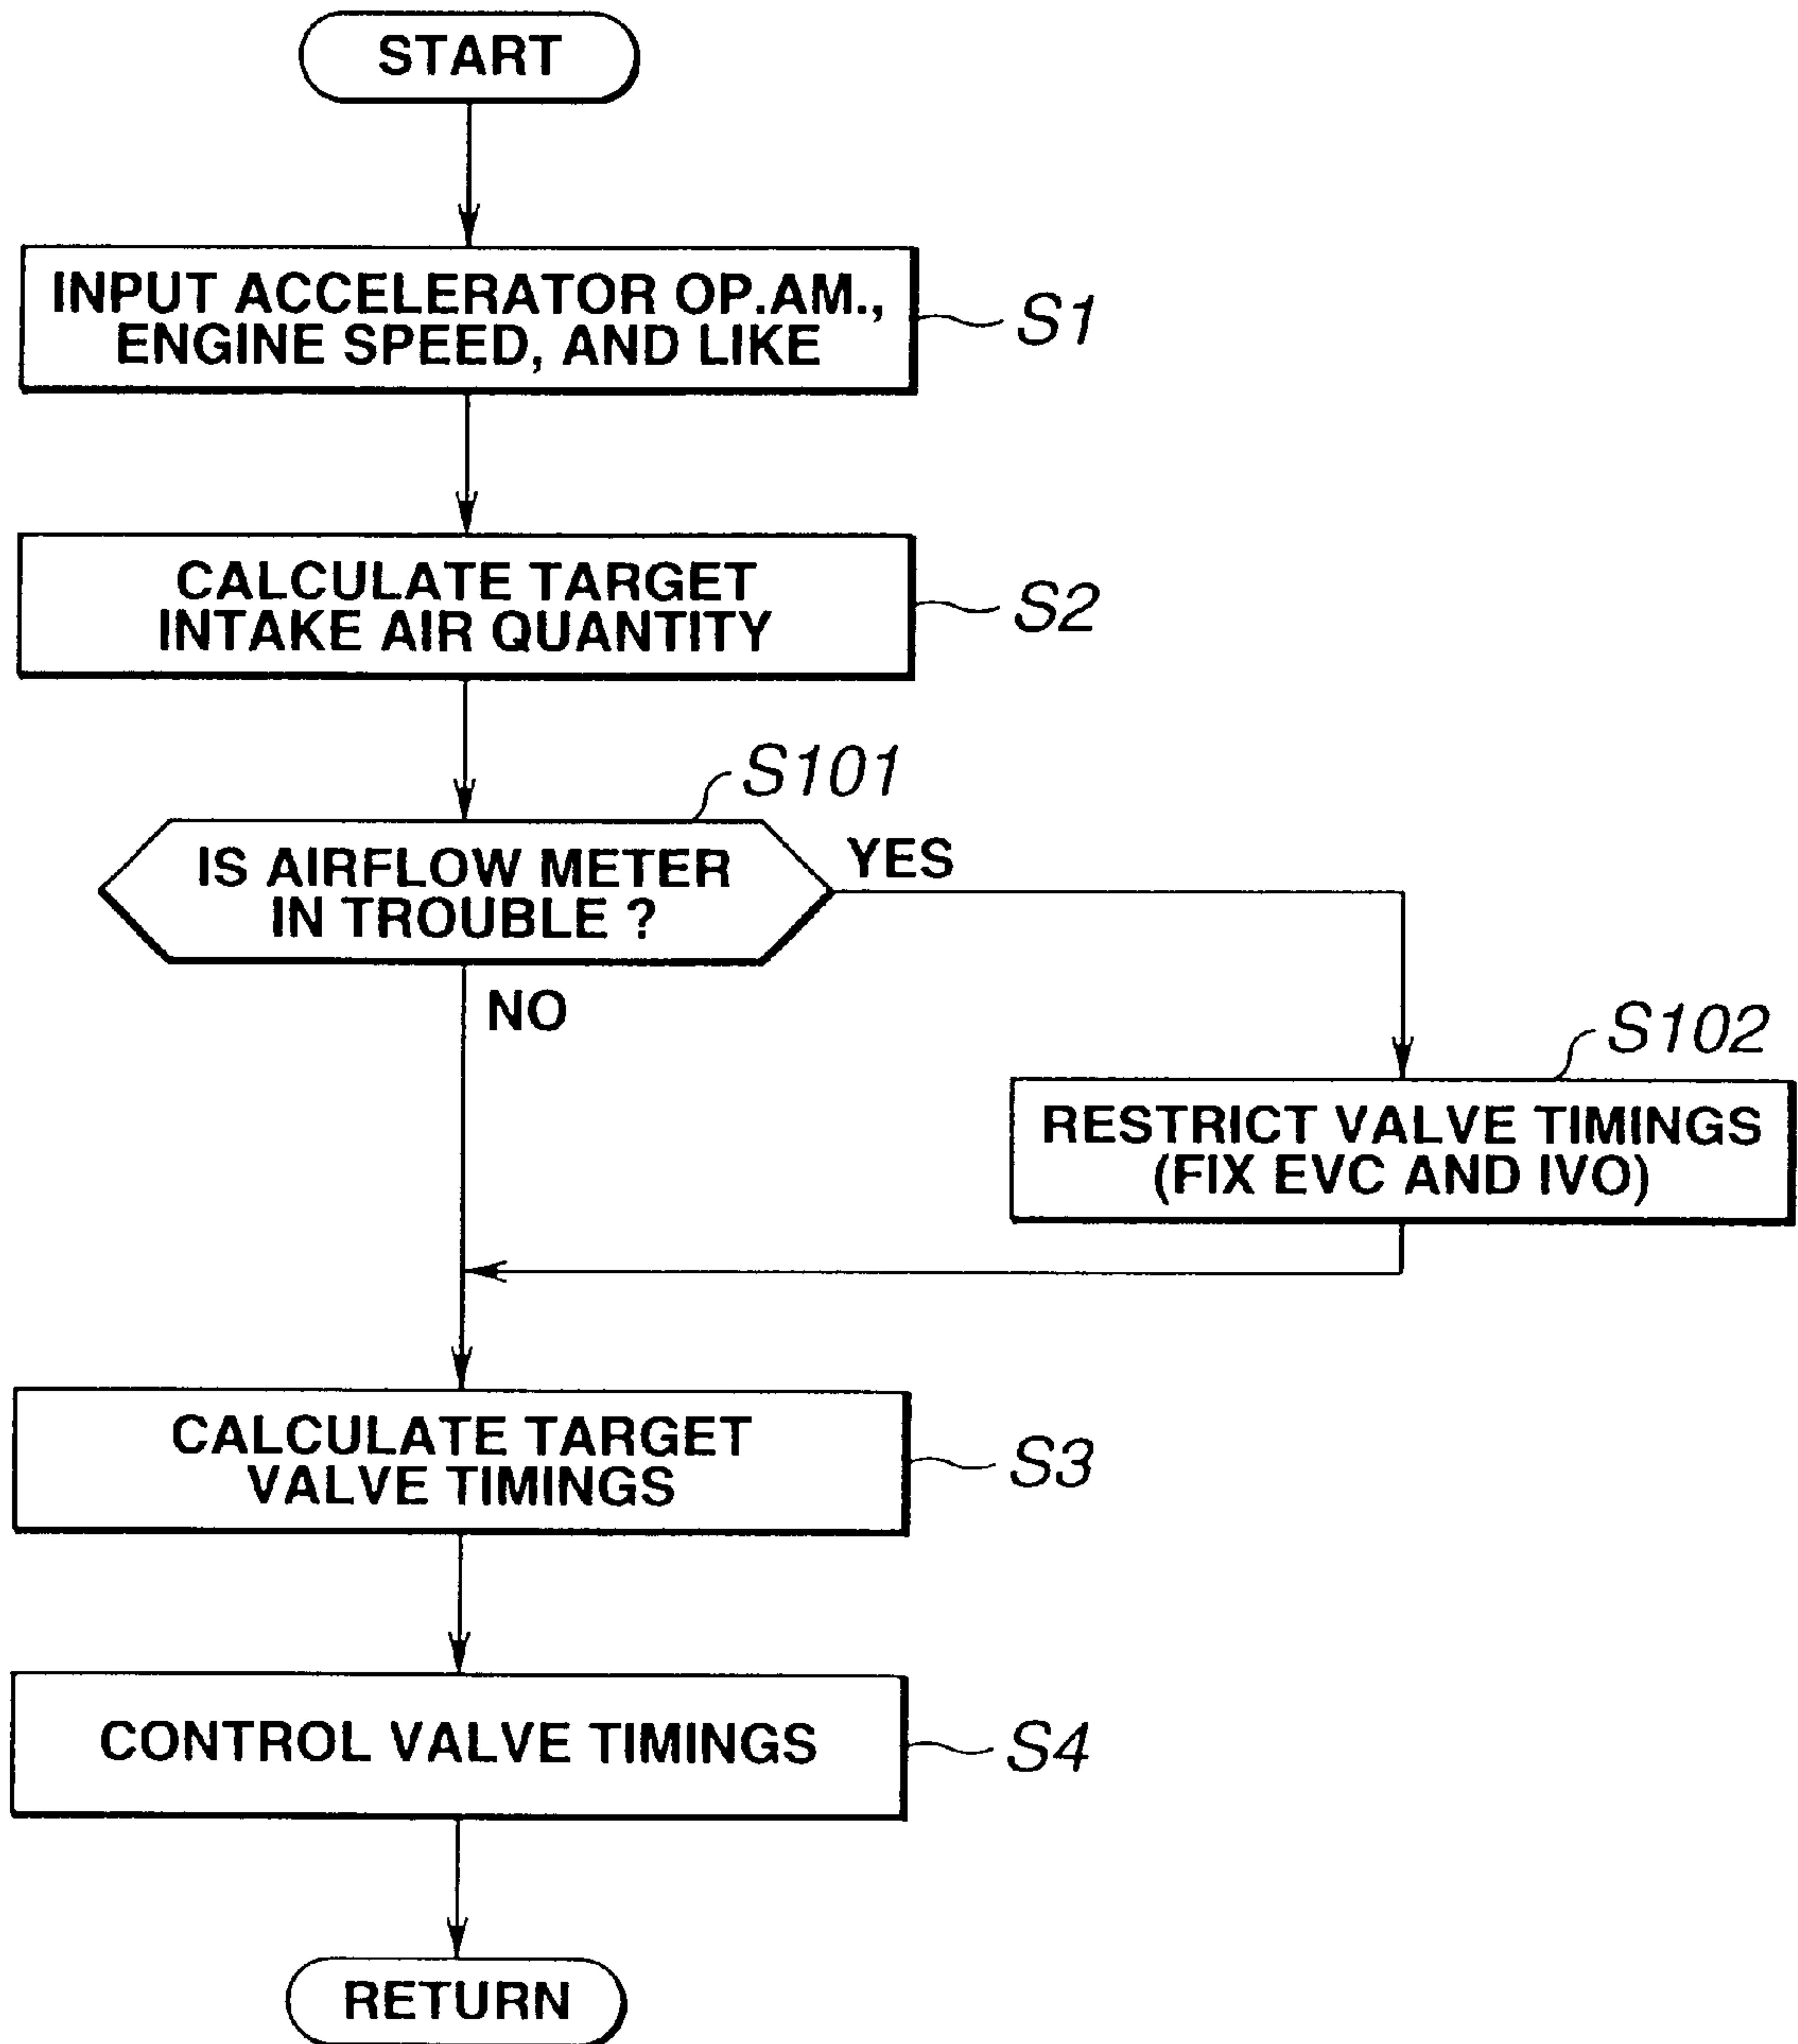 START
INPUT ACCELERATOR OP.AM.,
ENGINE SPEED, AND LIKE
S1
CALCULATE TARGET
INTAKE AIR QUANTITY
S2
S101
IS AIRFLOW METER
IN TROUBLE ?
YES
NO
S102
RESTRICT VALVE TIMINGS
(FIX EVC AND IVO)
CALCULATE TARGET
VALVE TIMINGS
S3
CONTROL VALVE TIMINGS
S4
RETURN